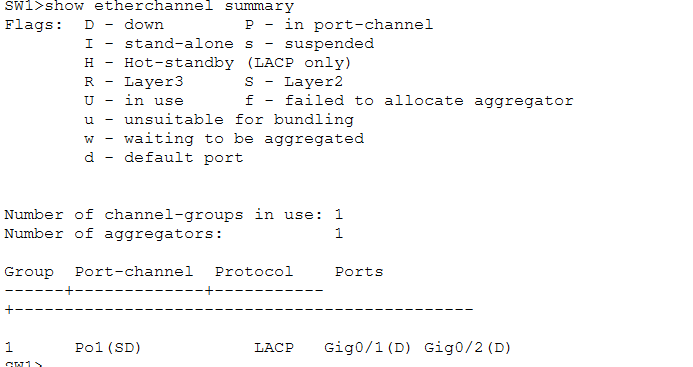 SW1>show etherchannel summary
Flags:  D - down        P - in port-channel
        I - stand-alone s - suspended
        H - Hot-standby (LACP only)
        R - Layer3      S - Layer2
        U - in use      f - failed to allocate aggregator
        u - unsuitable for bundling
        w - waiting to be aggregated
        d - default port
Number of channel-groups in use: 1
Number of aggregators:           1
Group  Port-channel  Protocol    Ports
------+-------------+-----------
+----------------------------------------------
1      Po1(SD)           LACP   Gig0/1(D) Gig0/2(D)
SW1>